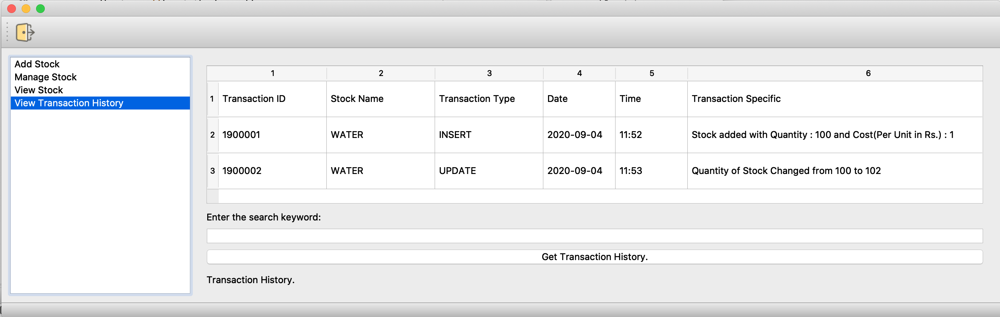 Add Stock
Manage Stock
View Stock
View Transaction History
1 2 3 4 5 6
1 Transaction ID Stock Name Transaction Type Date Time Transaction Specific
2 1900001 WATER INSERT 2020-09-04 11:52 Stock added with Quantity : 100 and Cost(Per Unit in Rs.) : 1
3 1900002 WATER UPDATE 2020-09-04 11:53 Quantity of Stock Changed from 100 to 102
Enter the search keyword:
Get Transaction History.
Transaction History.